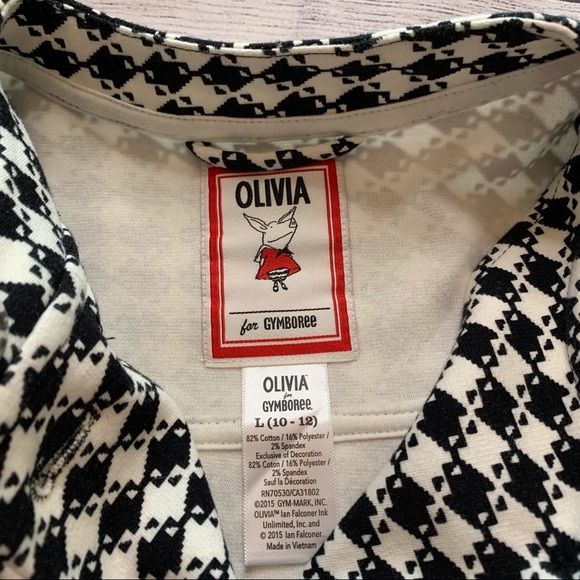 OLIVIA
for GYMBOREE
OLIVIA™
for
GYMBOREE.
L (10 - 12)
82% Cotton / 16% Polyester /
2% Spandex
Exclusive of Decoration
82% Coton / 16% Polyester /
2% Spandex
Sauf la Décoration
RN70530/CA31802
©2015 GYM-MARK, INC.
OLIVIA™ Ian Falconer Ink
Unlimited, Inc. and
© 2015 Ian Falconer.
Made in Vietnam